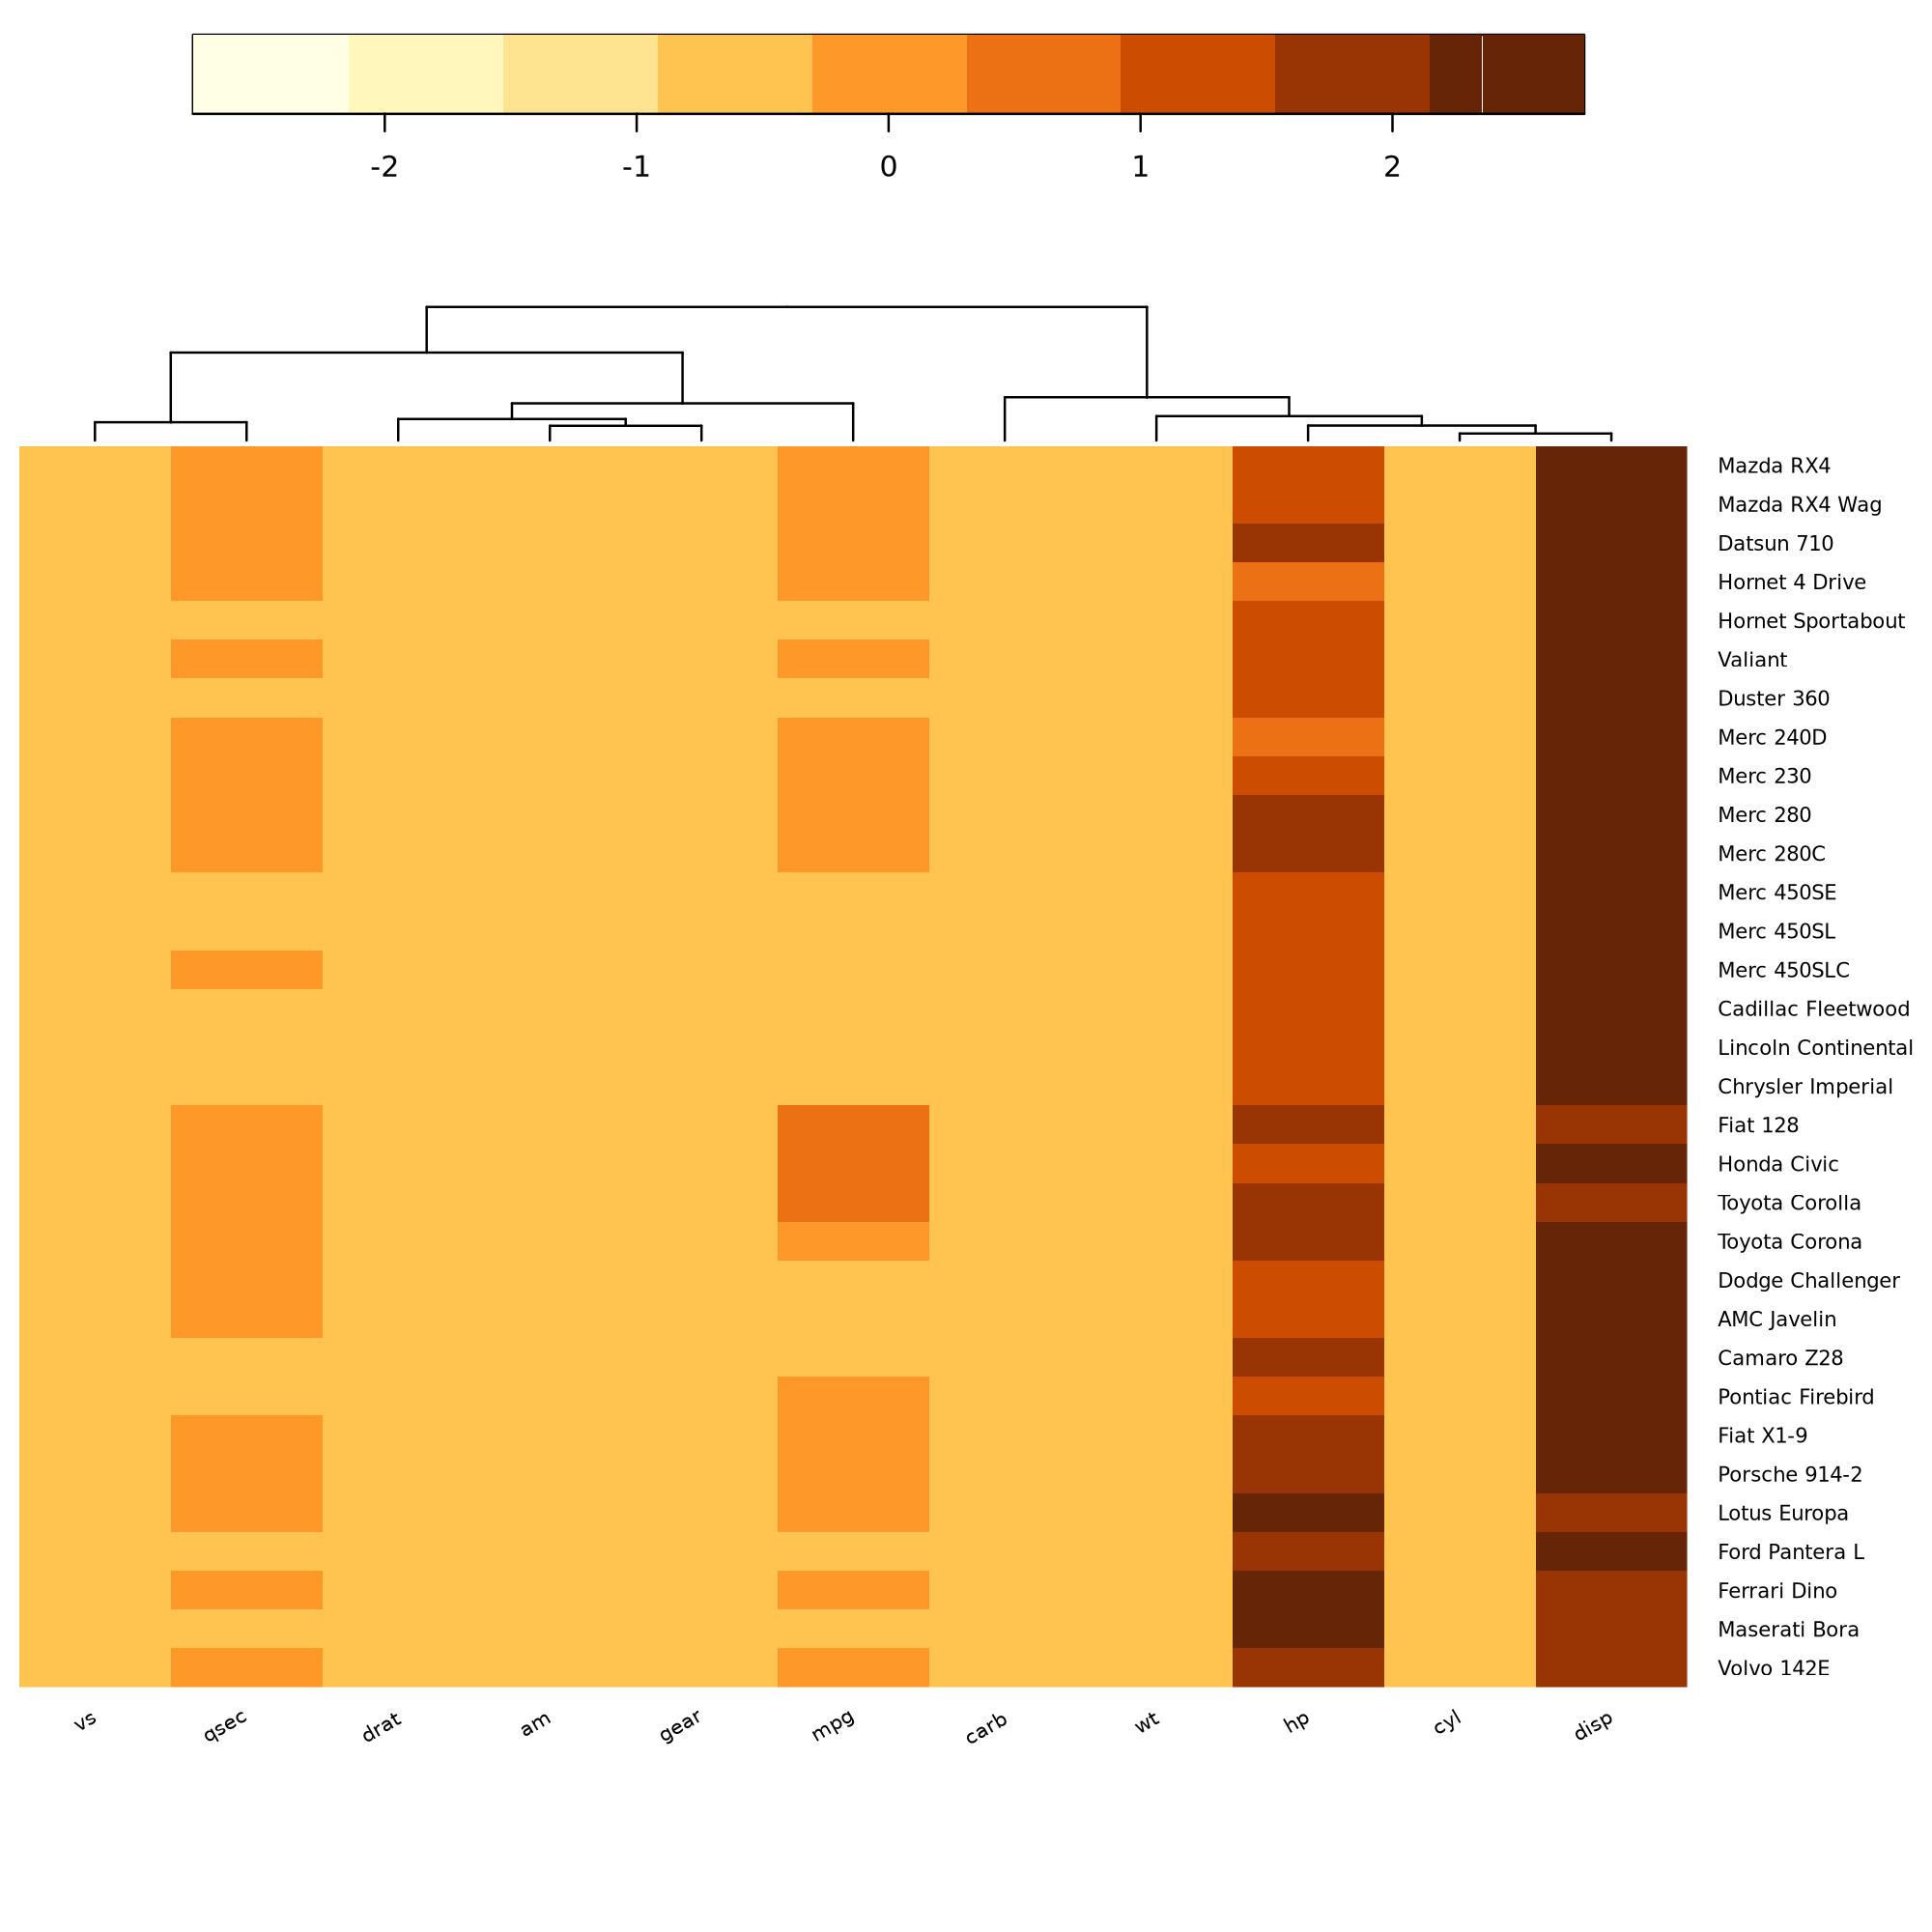 -2 -1 0 1 2
Mazda RX4
Mazda RX4 Wag
Datsun 710
Hornet 4 Drive
Hornet Sportabout
Valiant
Duster 360
Merc 240D
Merc 230
Merc 280
Merc 280C
Merc 450SE
Merc 450SL
Merc 450SLC
Cadillac Fleetwood
Lincoln Continental
Chrysler Imperial
Fiat 128
Honda Civic
Toyota Corolla
Toyota Corona
Dodge Challenger
AMC Javelin
Camaro Z28
Pontiac Firebird
Fiat X1-9
Porsche 914-2
Lotus Europa
Ford Pantera L
Ferrari Dino
Maserati Bora
Volvo 142E
vs qsec drat am gear mpg carb wt hp cyl disp